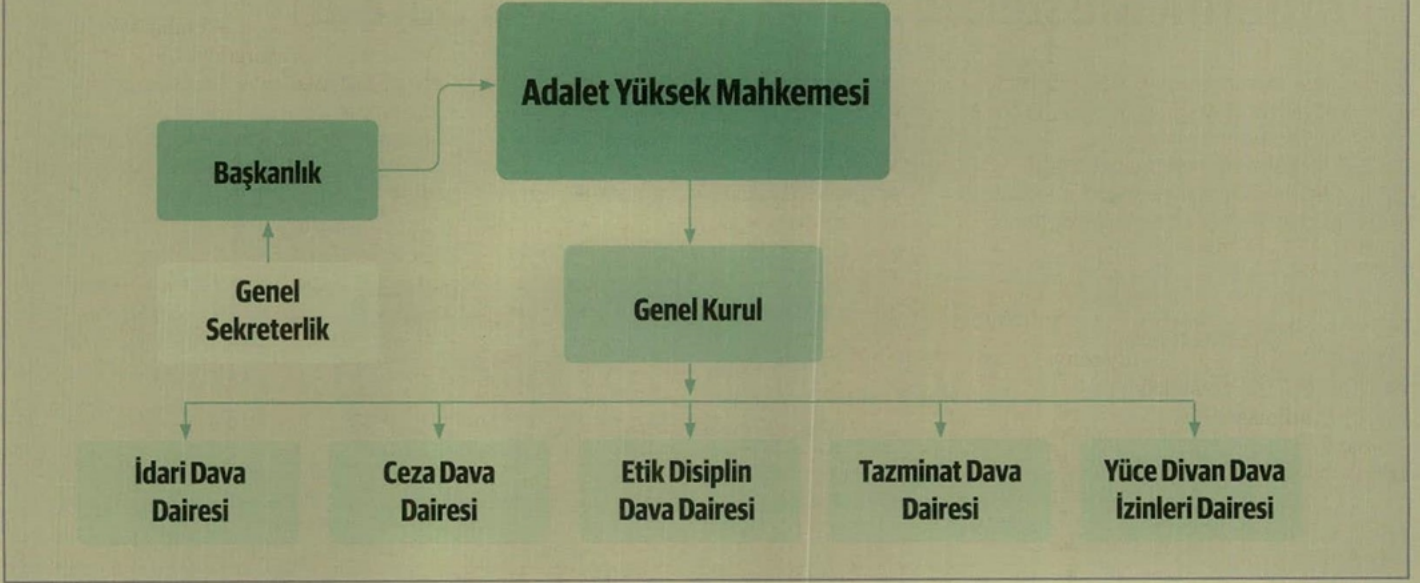 Adalet Yüksek Mahkemesi
Başkanlık
Genel
Sekreterlik
Genel Kurul
İdari Dava
Dairesi
Ceza Dava
Dairesi
Etik Disiplin
Dava Dairesi
Tazminat Dava
Dairesi
Yüce Divan Dava
İzinleri Dairesi